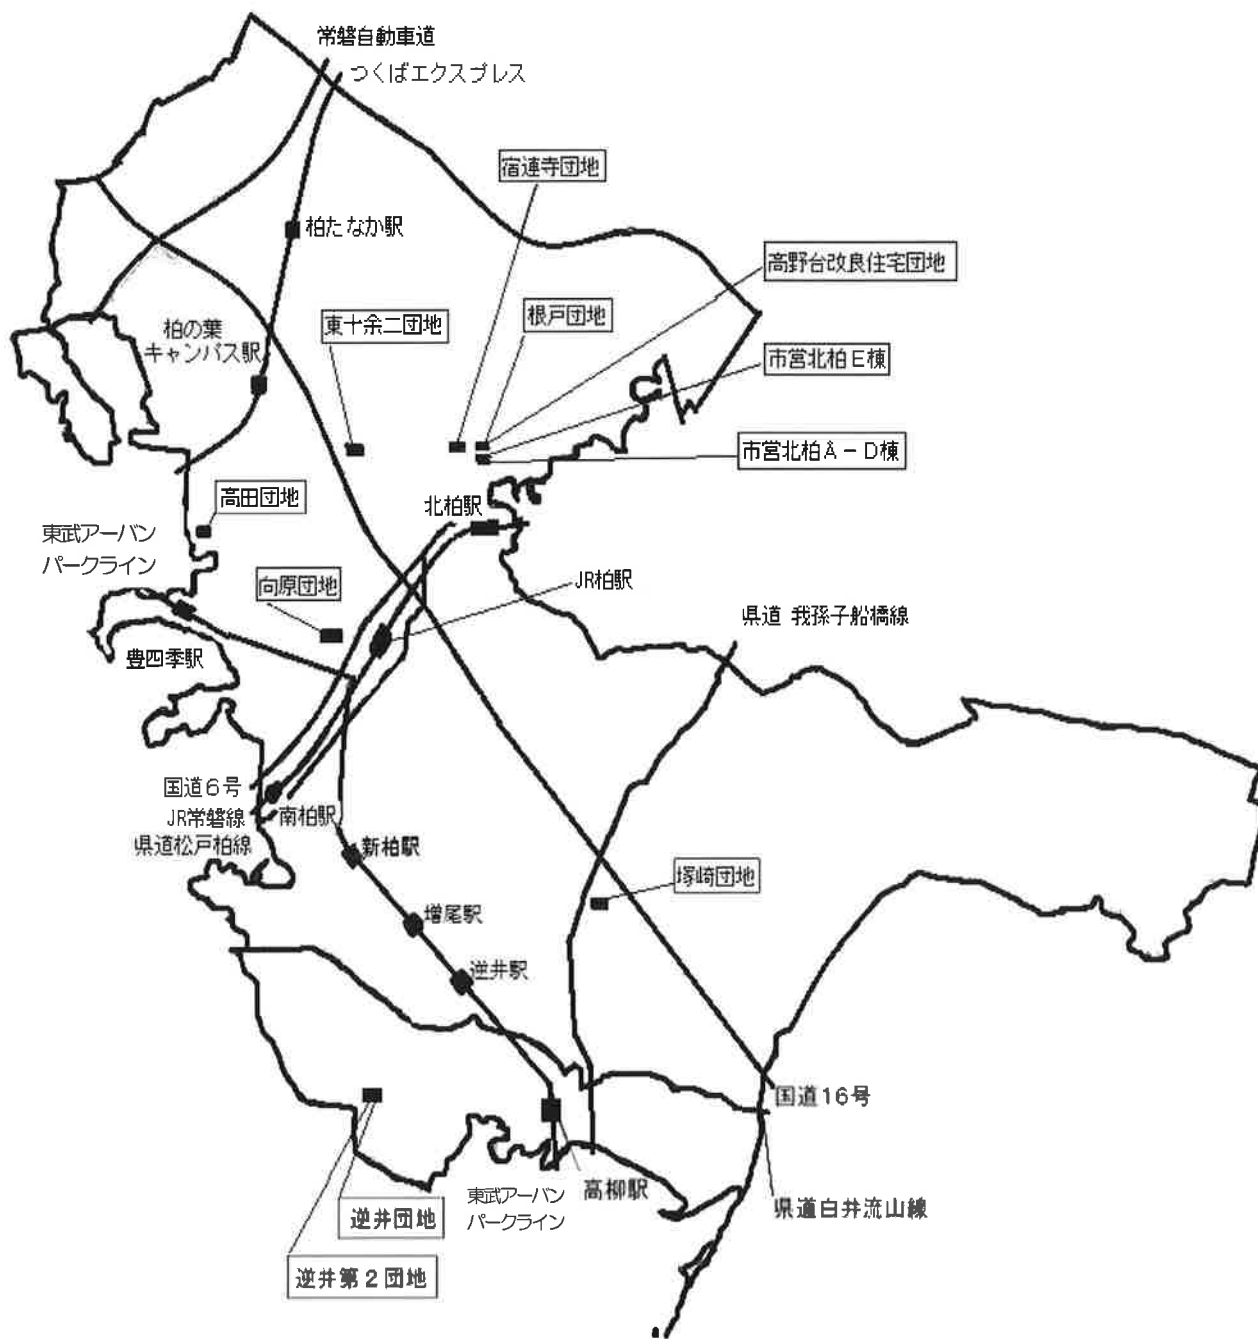 常磐自動車道
つくばエクスプレス
宿連寺団地
柏たなか駅
高野台改良住宅団地
東十余二団地
根戸団地
柏の葉
キャンパス駅
市営北柏E棟
市営北柏A－D棟
高田団地
北柏駅
東武アーバン
パークライン
向原団地
JR柏駅
県道 我孫子船橋線
豊四季駅
国道6号
JR常磐線
南柏駅
県道松戸柏線
新柏駅
塚崎団地
増尾駅
逆井駅
国道16号
高柳駅
東武アーバン
パークライン
県道白井流山線
逆井団地
逆井第2団地